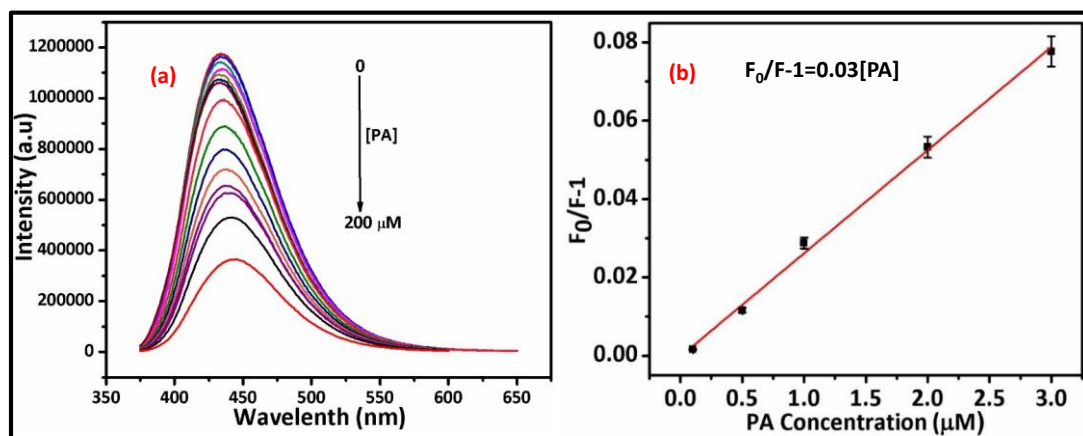 (a)
0
[PA]
200 μM
Intensity (a.u)
1200000
1000000
800000
600000
400000
200000
0
350 400 450 500 550 600 650
Wavelenth (nm)
(b)
F₀/F-1=0.03[PA]
F₀/F-1
0.08
0.06
0.04
0.02
0.00
0.0 0.5 1.0 1.5 2.0 2.5 3.0
PA Concentration (μM)